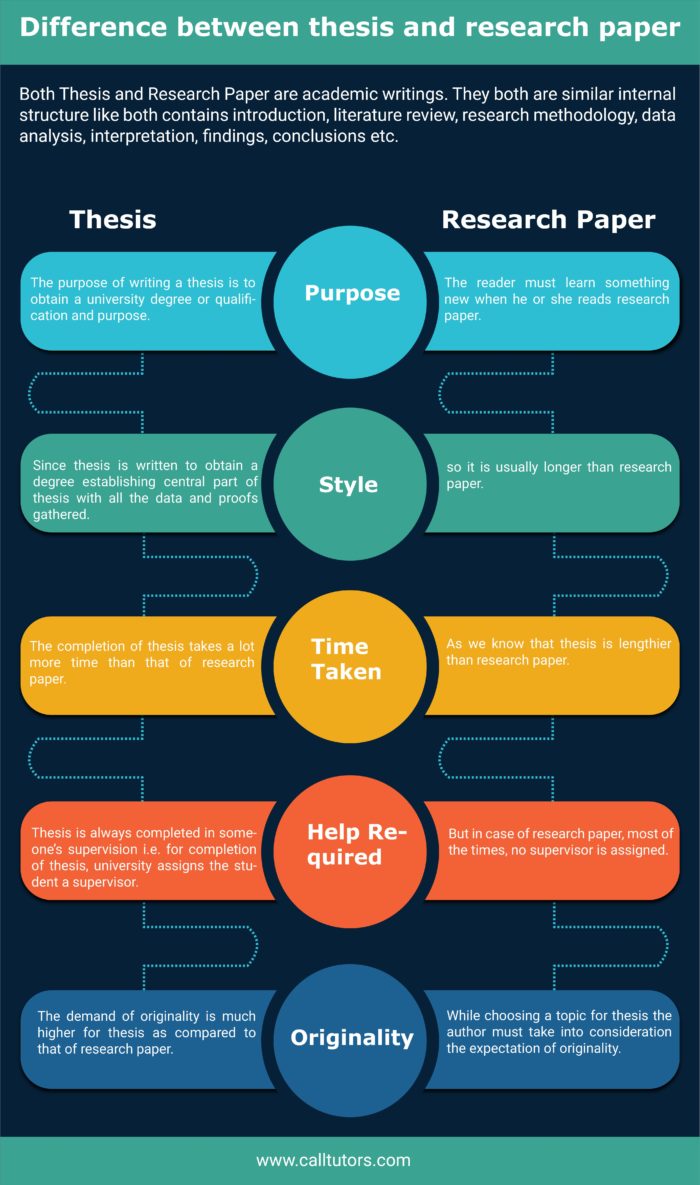 Difference between thesis and research paper
Both Thesis and Research Paper are academic writings. They both are similar internal
structure like both contains introduction, literature review, research methodology, data
analysis, interpretation, findings, conclusions etc.
Thesis
Research Paper
The purpose of writing a thesis is to
obtain a university degree or qualifi-
cation and purpose.
Purpose
The reader must learn something
new when he or she reads research
paper.
Since thesis is written to obtain a
degree establishing central part of
thesis with all the data and proofs
gathered.
Style
so it is usually longer than research
paper.
The completion of thesis takes a lot
more time than that of research
paper.
Time
Taken
As we know that thesis is lengthier
than research paper.
Thesis is always completed in some-
one's supervision i.e. for completion
of thesis, university assigns the stu-
dent a supervisor.
Help Re-
quired
But in case of research paper, most of
the times, no supervisor is assigned.
The demand of originality is much
higher for thesis as compared to
that of research paper.
Originality
While choosing a topic for thesis the
author must take into consideration
the expectation of originality.
www.calltutors.com